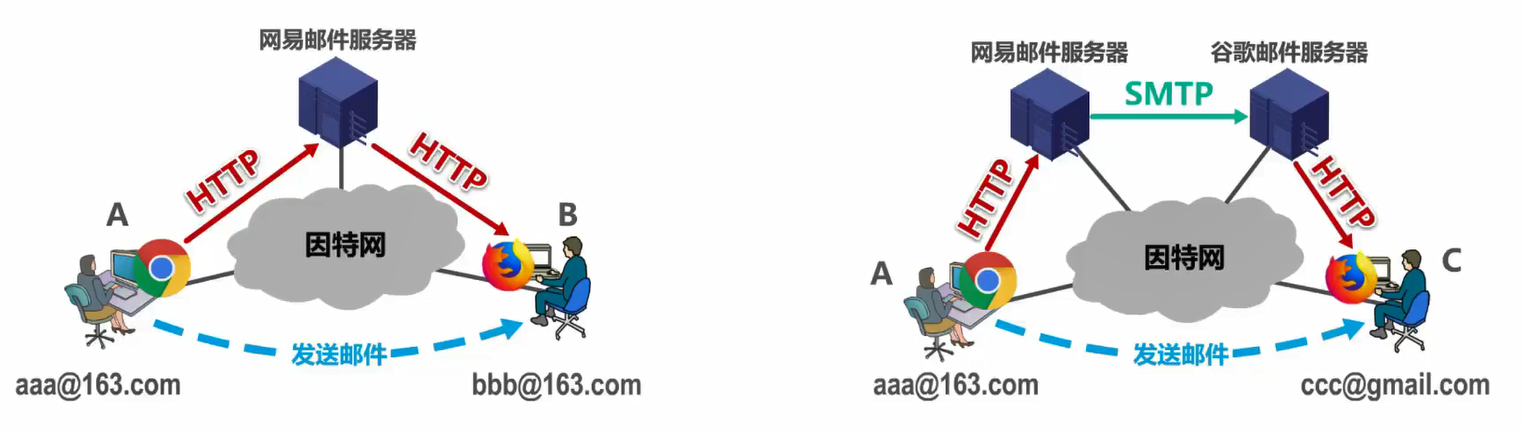 网易邮件服务器
HTTP
HTTP
A
B
因特网
发送邮件
aaa@163.com
bbb@163.com
网易邮件服务器
谷歌邮件服务器
SMTP
HTTP
HTTP
A
C
因特网
发送邮件
aaa@163.com
ccc@gmail.com